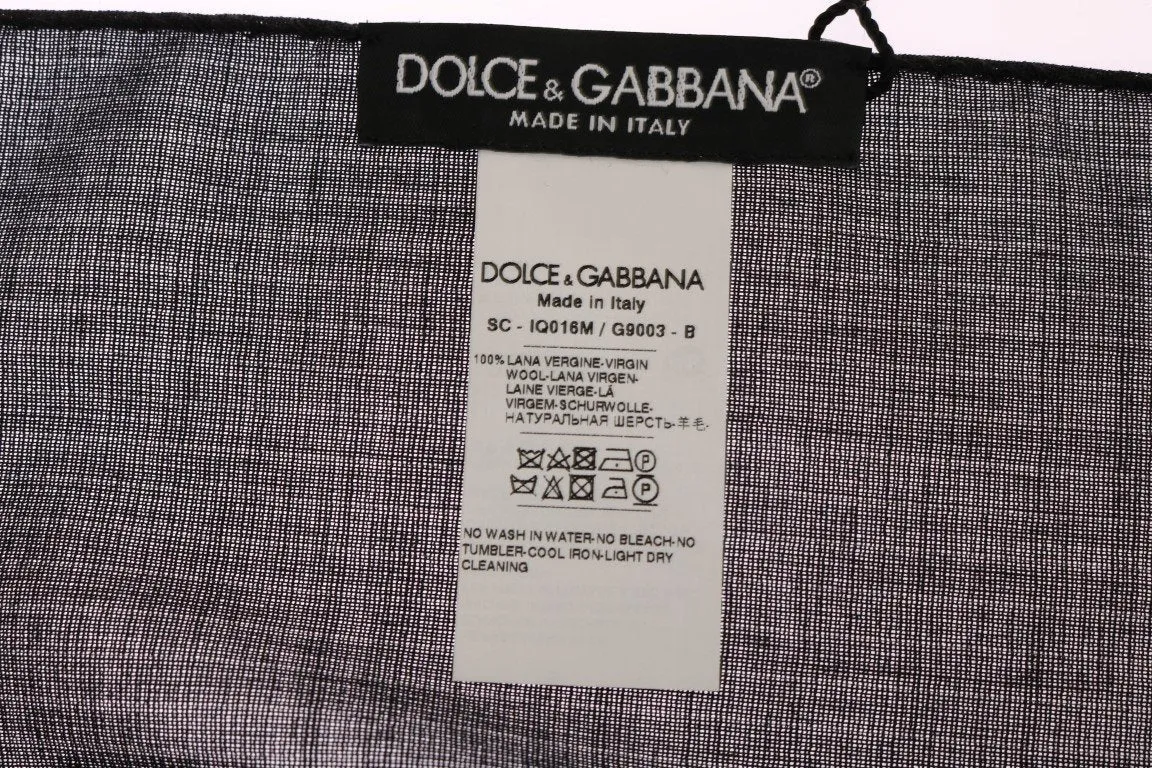 DOLCE & GABBANA®
MADE IN ITALY
DOLCE & GABBANA
Made in Italy
SC - IQ016M / G9003 - B
100% LANA VERGINE-VIRGIN
WOOL-LANA VIRGEN-
LAINE VIERGE-LÁ
VIRGEM-SCHURWOLLE-
НАТУРАЛЬНАЯ ШЕРСТЬ-羊毛-
P
P
NO WASH IN WATER-NO BLEACH-NO
TUMBLER-COOL IRON-LIGHT DRY
CLEANING